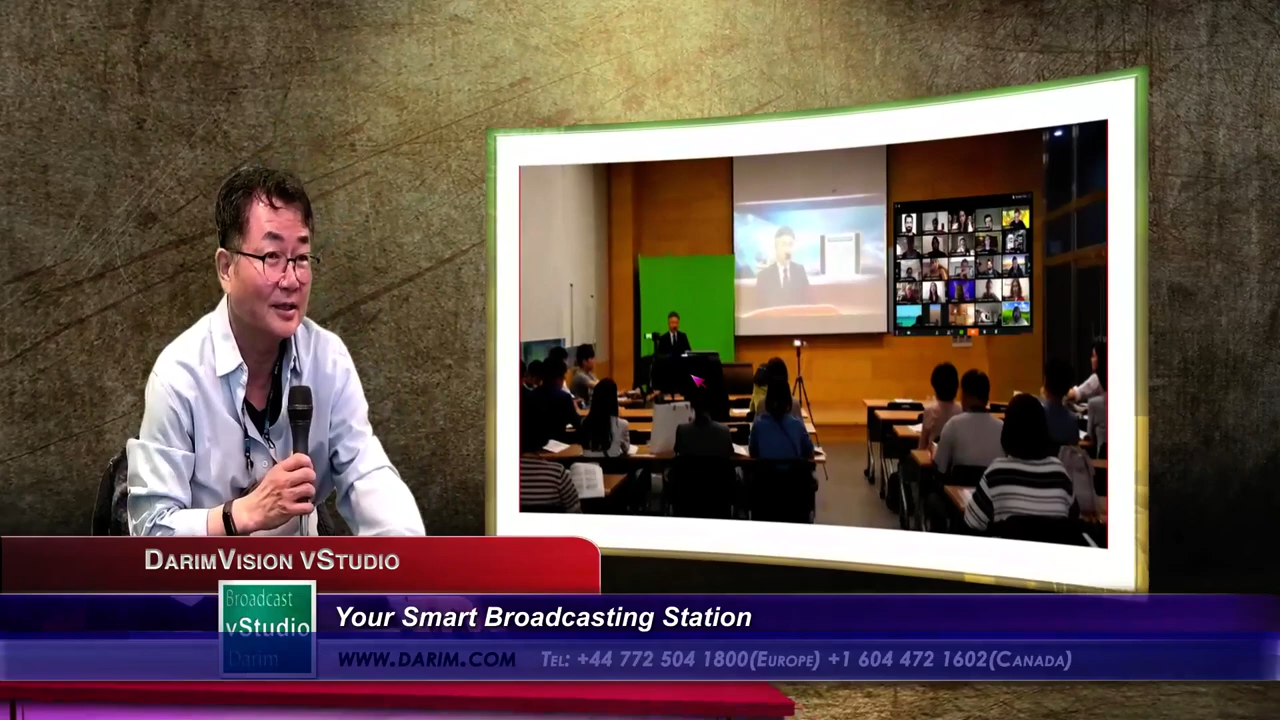 DARIMVISION VSTUDIO
Broadcast
vStudio
Darim
Your Smart Broadcasting Station
WWW.DARIM.COM TEL: +44 772 504 1800(EUROPE) +1 604 472 1602(CANADA)